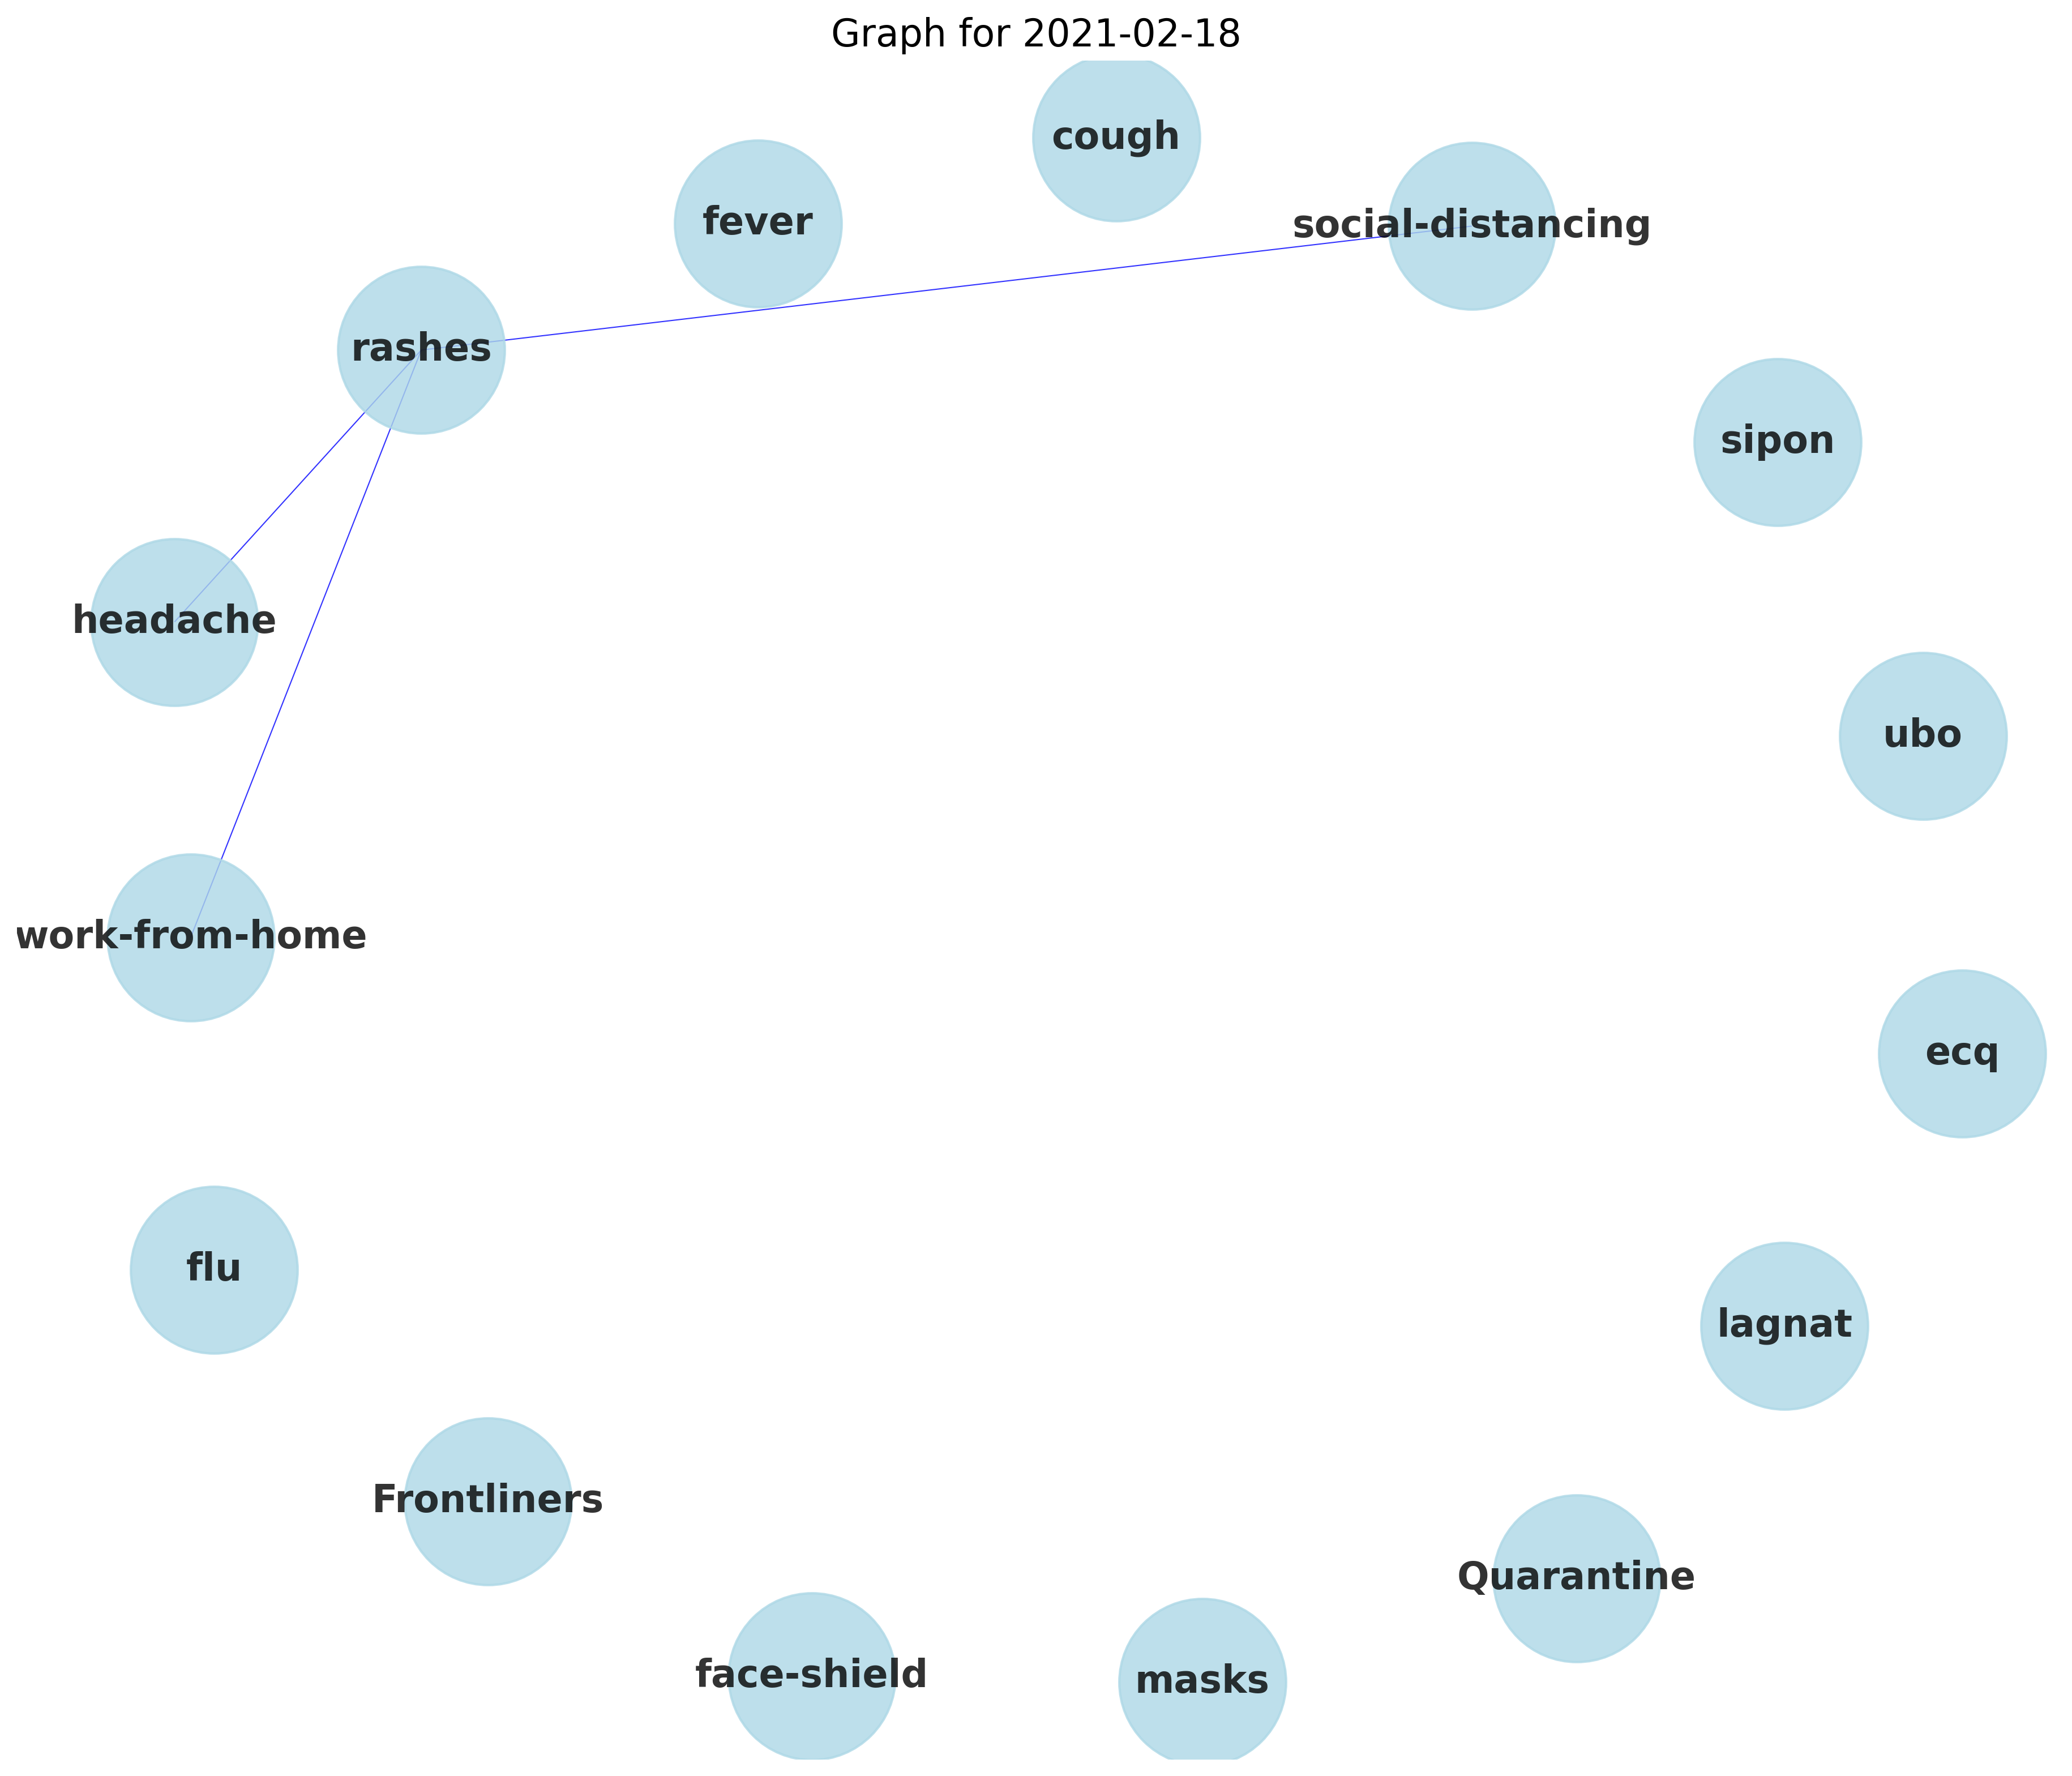 Graph for 2021-02-18
cough
fever
social-distancing
rashes
sipon
headache
ubo
work-from-home
ecq
flu
lagnat
Frontliners
Quarantine
face-shield
masks